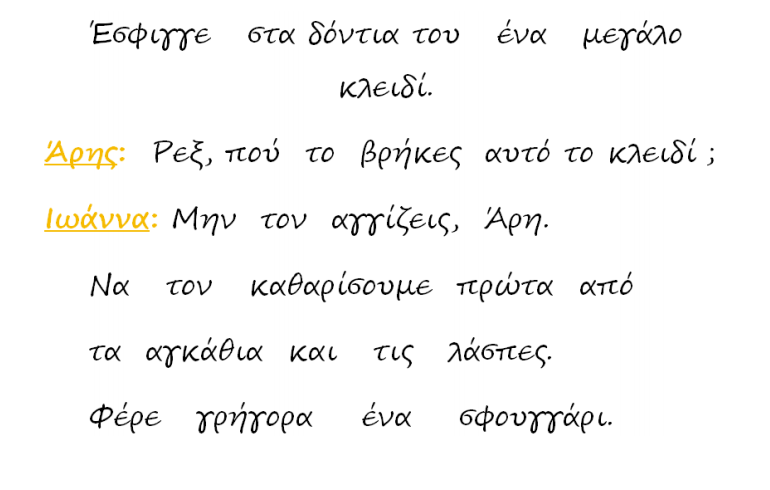 Έσφιγγε στα δόντια του ένα μεγάλο
κλειδί.
Άρης: Ρεξ, πού το βρήκες αυτό το κλειδί ;
Ιωάννα: Μην τον αγγίζεις, Άρη.
Να τον καθαρίσουμε πρώτα από
τα αγκάθια και τις λάσπες.
Φέρε γρήγορα ένα σφουγγάρι.